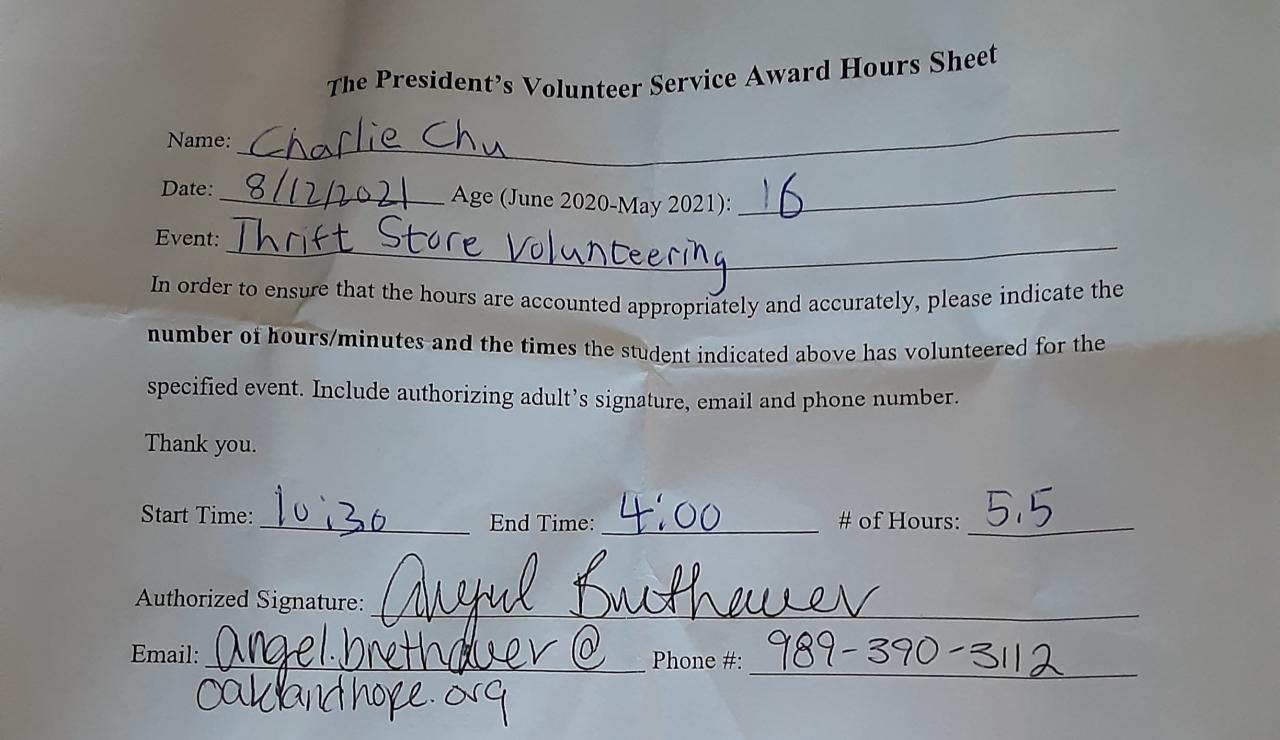 The President's Volunteer Service Award Hours Sheet
Name: Charlie Chu
Date: 8/12/2021 Age (June 2020-May 2021): 16
Event: Thrift Store Volunteering
In order to ensure that the hours are accounted appropriately and accurately, please indicate the
number of hours/minutes and the times the student indicated above has volunteered for the
specified event. Include authorizing adult's signature, email and phone number.
Thank you.
Start Time: 10:30 End Time: 4:00 # of Hours: 5.5
Authorized Signature: Angel Brethauer
Email: angel.brethauer@ Phone #: 989-390-3112
oaklandhope.org